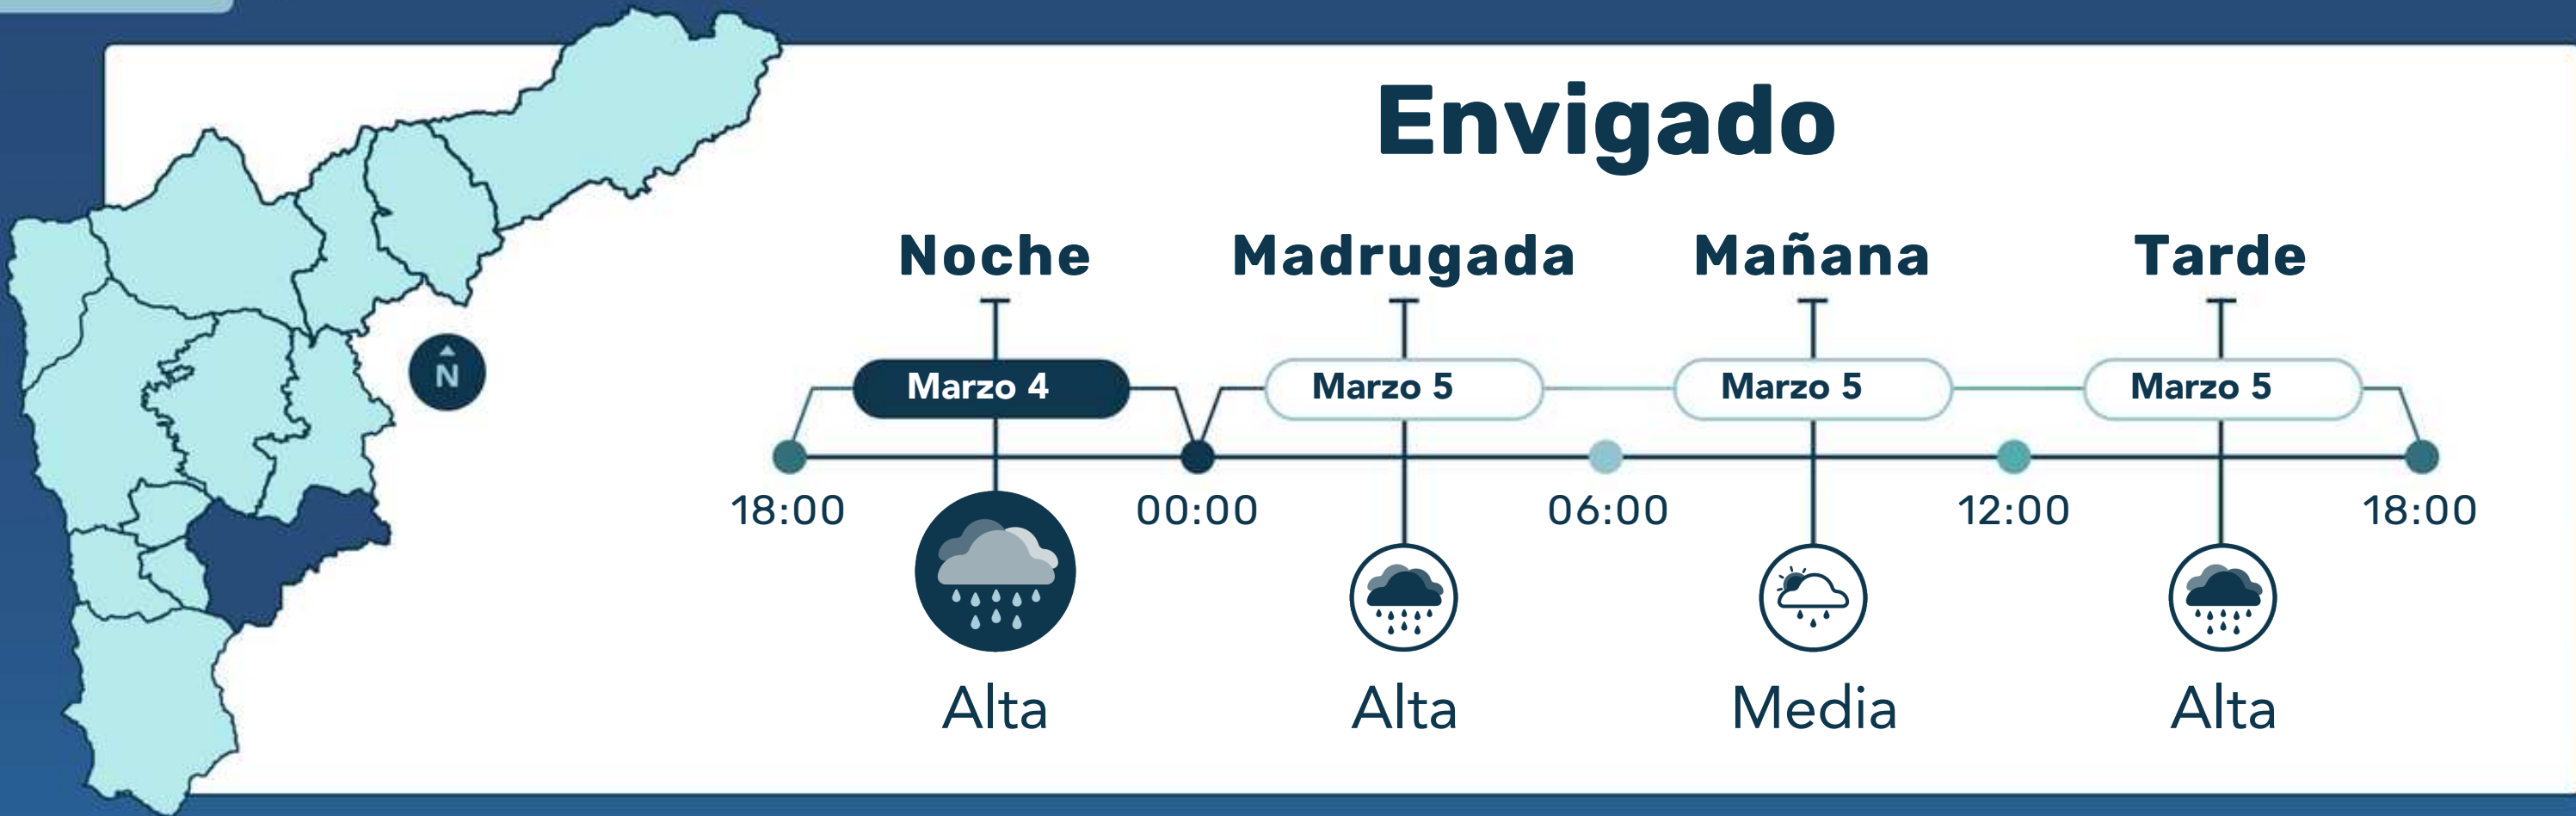 Envigado
Noche Madrugada Mañana Tarde
N
Marzo 4 Marzo 5 Marzo 5 Marzo 5
18:00 00:00 06:00 12:00 18:00
Alta Alta Media Alta